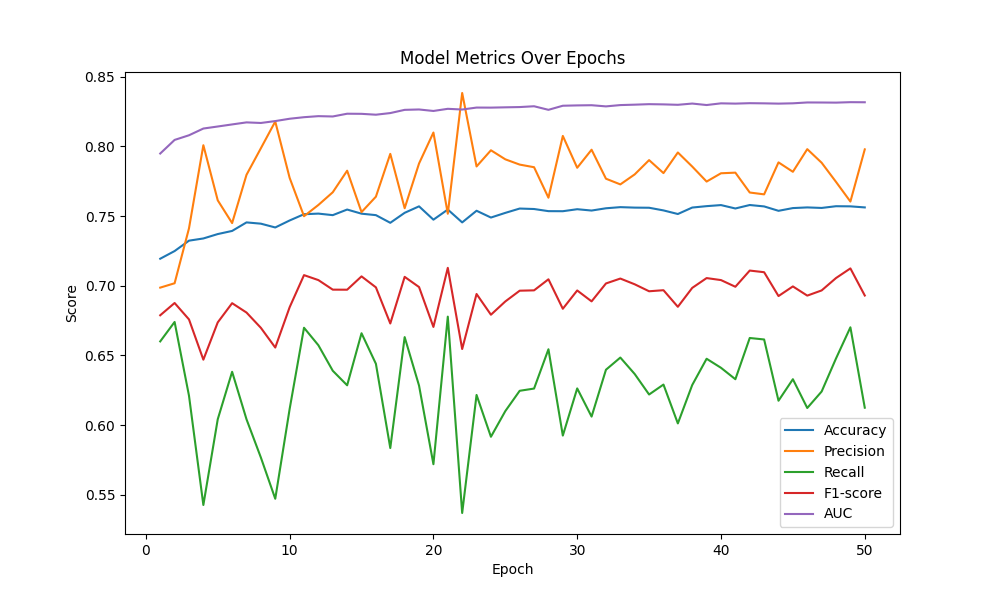 Model Metrics Over Epochs
0.85
0.80
0.75
0.70
0.65
0.60
0.55
Score
0
10
20
30
40
50
Epoch
Accuracy
Precision
Recall
F1-score
AUC